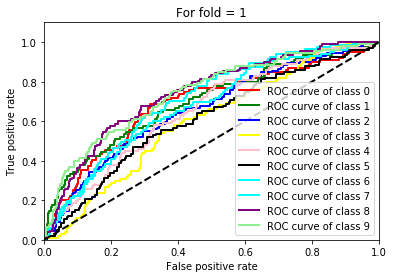 For fold = 1
True positive rate
1.0
0.8
0.6
0.4
0.2
0.0
ROC curve of class 0
ROC curve of class 1
ROC curve of class 2
ROC curve of class 3
ROC curve of class 4
ROC curve of class 5
ROC curve of class 6
ROC curve of class 7
ROC curve of class 8
ROC curve of class 9
0.0 0.2 0.4 0.6 0.8 1.0
False positive rate